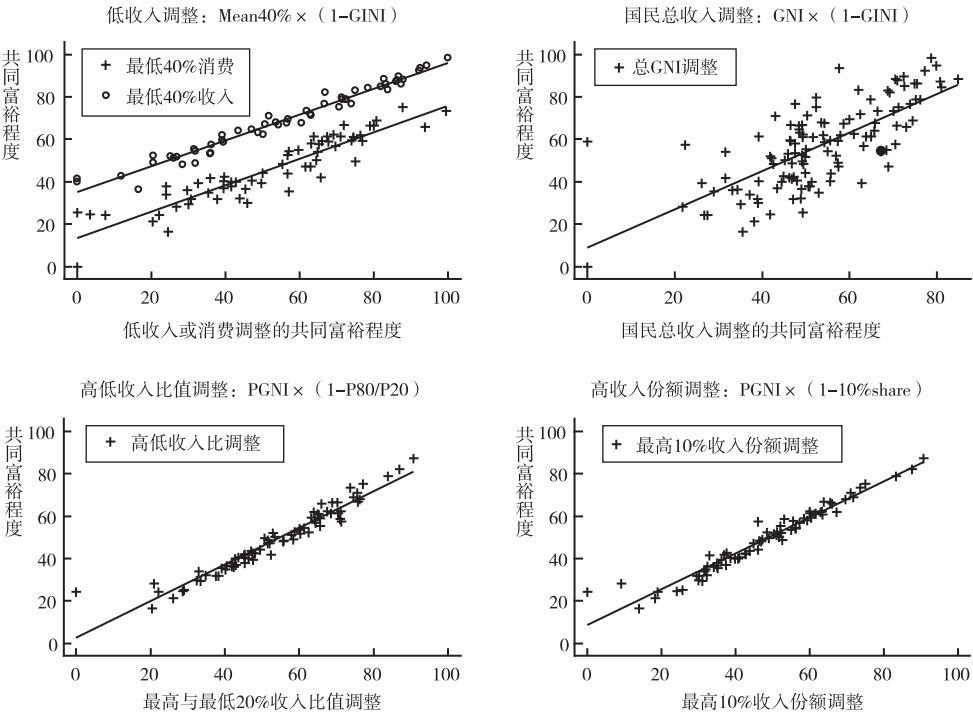 低收入调整：Mean40%×（1-GINI）
共同富裕程度
100
80
60
40
20
0
+ 最低40%消费
o 最低40%收入
0 20 40 60 80 100
低收入或消费调整的共同富裕程度
国民总收入调整：GNI×（1-GINI）
共同富裕程度
100
80
60
40
20
0
+ 总GNI调整
0 20 40 60 80
国民总收入调整的共同富裕程度
高低收入比值调整：PGNI×（1-P80/P20）
共同富裕程度
100
80
60
40
20
0
+ 高低收入比调整
0 20 40 60 80 100
最高与最低20%收入比值调整
高收入份额调整：PGNI×（1-10%share）
共同富裕程度
100
80
60
40
20
0
+ 最高10%收入份额调整
0 20 40 60 80 100
最高10%收入份额调整